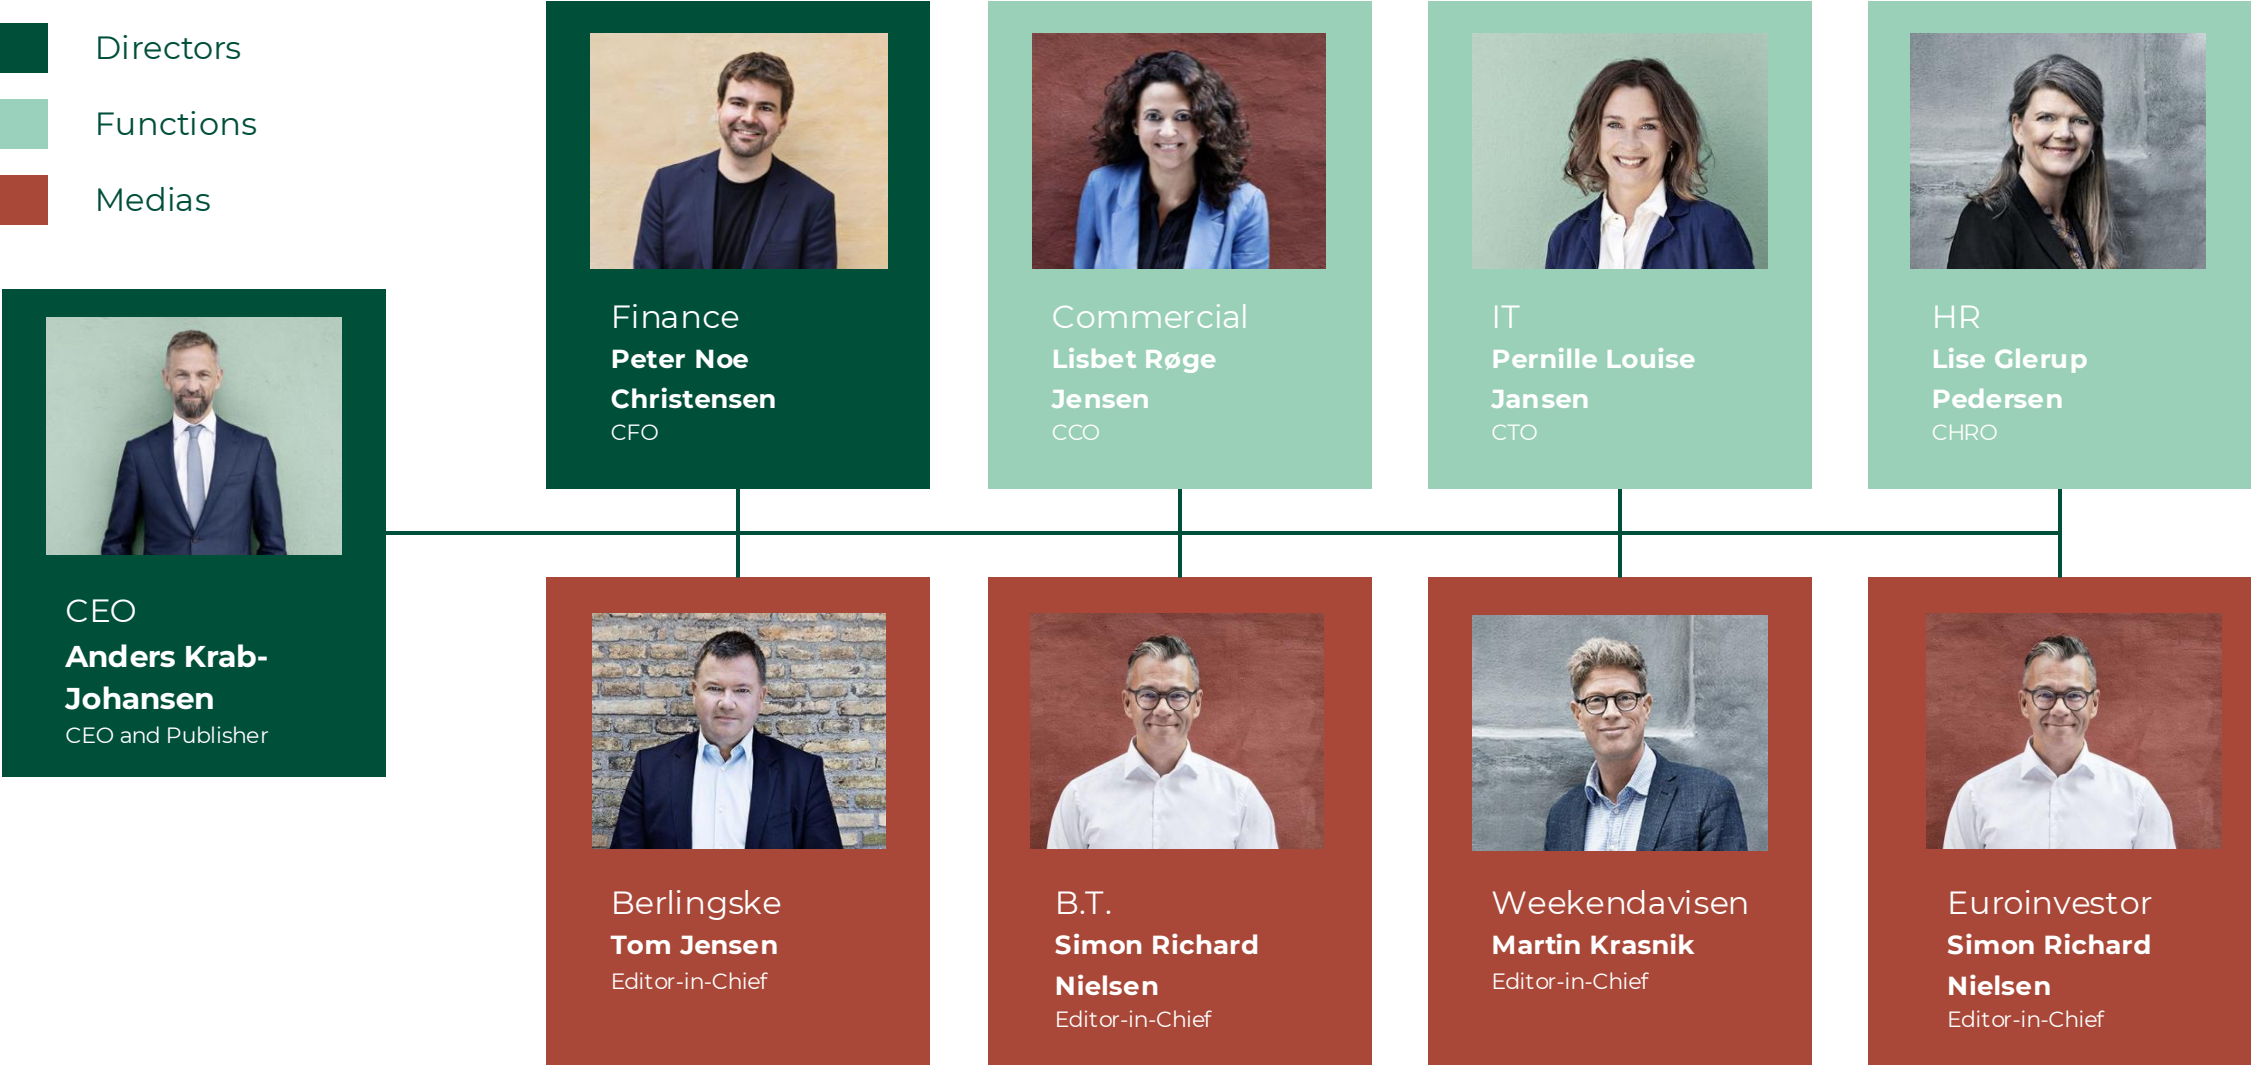 Directors
Functions
Medias
CEO
Anders Krab-
Johansen
CEO and Publisher
Finance
Peter Noe
Christensen
CFO
Commercial
Lisbet Røge
Jensen
CCO
IT
Pernille Louise
Jansen
CTO
HR
Lise Glerup
Pedersen
CHRO
Berlingske
Tom Jensen
Editor-in-Chief
B.T.
Simon Richard
Nielsen
Editor-in-Chief
Weekendavisen
Martin Krasnik
Editor-in-Chief
Euroinvestor
Simon Richard
Nielsen
Editor-in-Chief